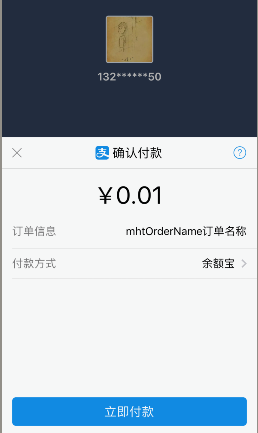 132******50
支 确认付款 ?
¥0.01
订单信息 mhtOrderName订单名称
付款方式 余额宝
立即付款